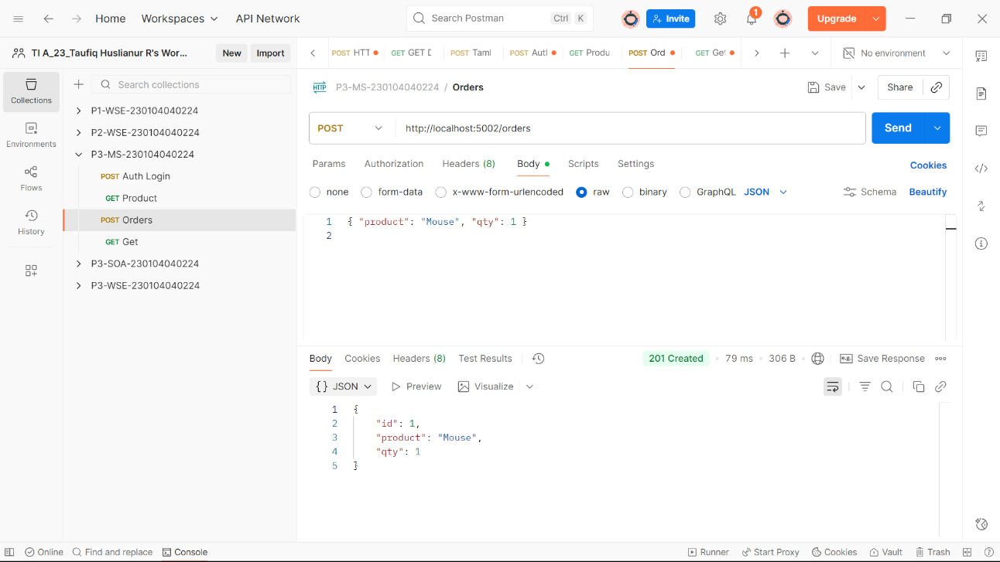 Home Workspaces API Network Search Postman Ctrl K Invite 1 Upgrade
TI A_23_Taufiq Huslianur R's Wor... New Import
POST HTT GET GET D POST Taml POST Autl GET Produ POST Ord GET Get No environment
Collections
Environments
Flows
History
Search collections
P1-WSE-230104040224
P2-WSE-230104040224
P3-MS-230104040224
POST Auth Login
GET Product
POST Orders
GET Get
P3-SOA-230104040224
P3-WSE-230104040224
HTTP P3-MS-230104040224 / Orders Save Share
POST http://localhost:5002/orders Send
Params Authorization Headers (8) Body Scripts Settings Cookies
none form-data x-www-form-urlencoded raw binary GraphQL JSON Schema Beautify
1 { "product": "Mouse", "qty": 1 }
2
Body Cookies Headers (8) Test Results 201 Created 79 ms 306 B e.g. Save Response
{} JSON Preview Visualize
1 {
2 "id": 1,
3 "product": "Mouse",
4 "qty": 1
5 }
Online Find and replace Console Runner Start Proxy Cookies Vault Trash